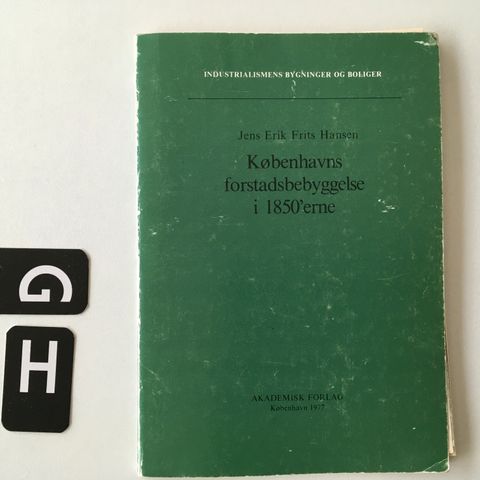 INDUSTRIALISMENS BYGNINGER OG BOLIGER
Jens Erik Frits Hansen
Københavns
forstadsbebyggelse
i 1850'erne
AKADEMISK FORLAG
København 1977
G
H